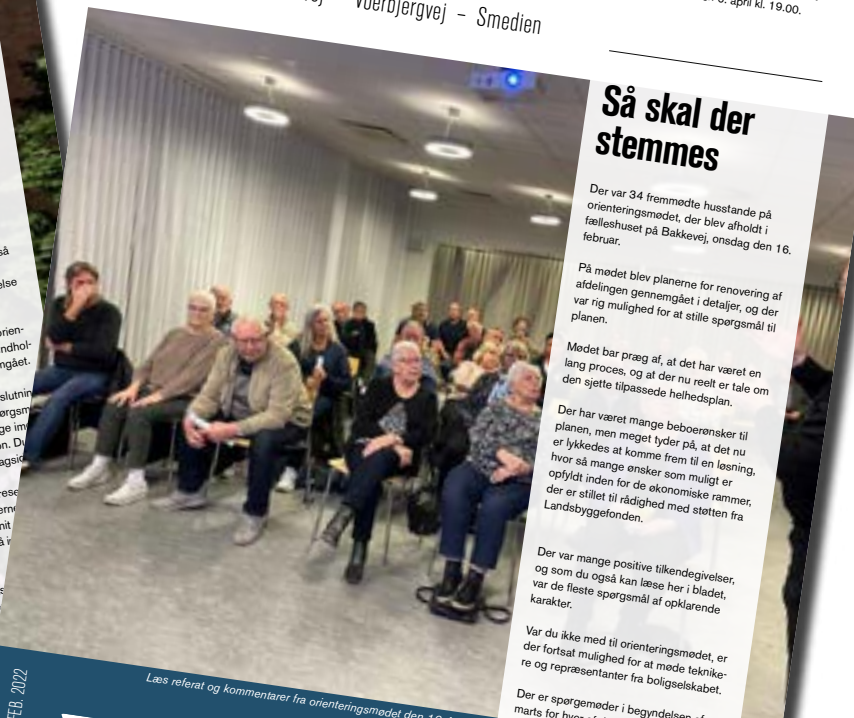 Voerbjergvej – Smedien
april kl. 19.00.
Så skal der
stemmes
Der var 34 fremmødte husstande på
orienteringsmødet, der blev afholdt i
fælleshuset på Bakkevej, onsdag den 16.
februar.
På mødet blev planerne for renovering af
afdelingen gennemgået i detaljer, og der
var rig mulighed for at stille spørgsmål til
planen.
Mødet bar præg af, at det har været en
lang proces, og at der nu reelt er tale om
den sjette tilpassede helhedsplan.
Der har været mange beboerønsker til
planen, men meget tyder på, at det nu
er lykkedes at komme frem til en løsning,
hvor så mange ønsker som muligt er
opfyldt inden for de økonomiske rammer,
der er stillet til rådighed med støtten fra
Landsbyggefonden.
Der var mange positive tilkendegivelser,
og som du også kan læse her i bladet,
var de fleste spørgsmål af opklarende
karakter.
Var du ikke med til orienteringsmødet, er
der fortsat mulighed for at møde teknike-
re og repræsentanter fra boligselskabet.
Der er spørgemøder i begyndelsen af
marts for hver
Læs referat og kommentarer fra orienteringsmødet den
FEB. 2022